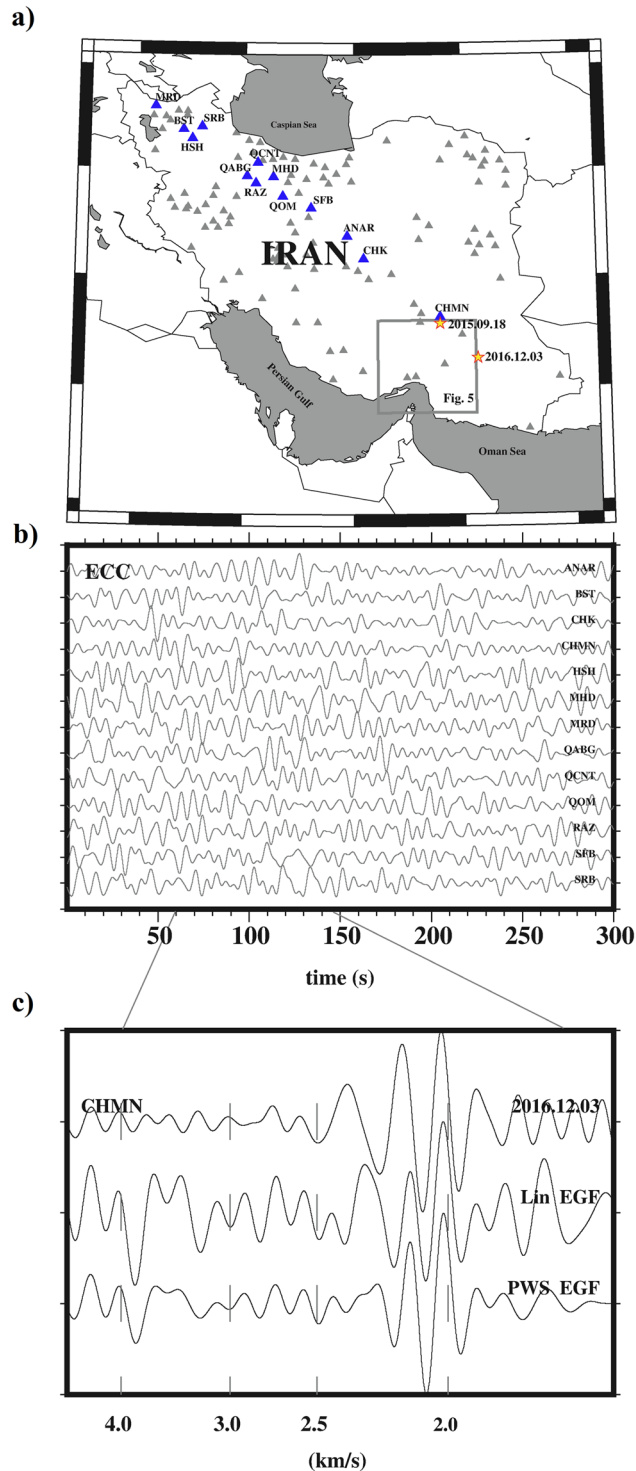 a)
Caspian Sea
MRD
BST
SRB
HSH
QCNT
QABG
MHD
RAZ
QOM
SFB
ANAR
IRAN
CHK
CHMN
2015.09.18
2016.12.03
Persian Gulf
Fig. 5
Oman Sea
b)
ECC
ANAR
BST
CHK
CHMN
HSH
MHD
MRD
QABG
QCNT
QOM
RAZ
SFB
SRB
50 100 150 200 250 300
time (s)
c)
CHMN 2016.12.03
Lin EGF
PWS EGF
4.0 3.0 2.5 2.0
(km/s)